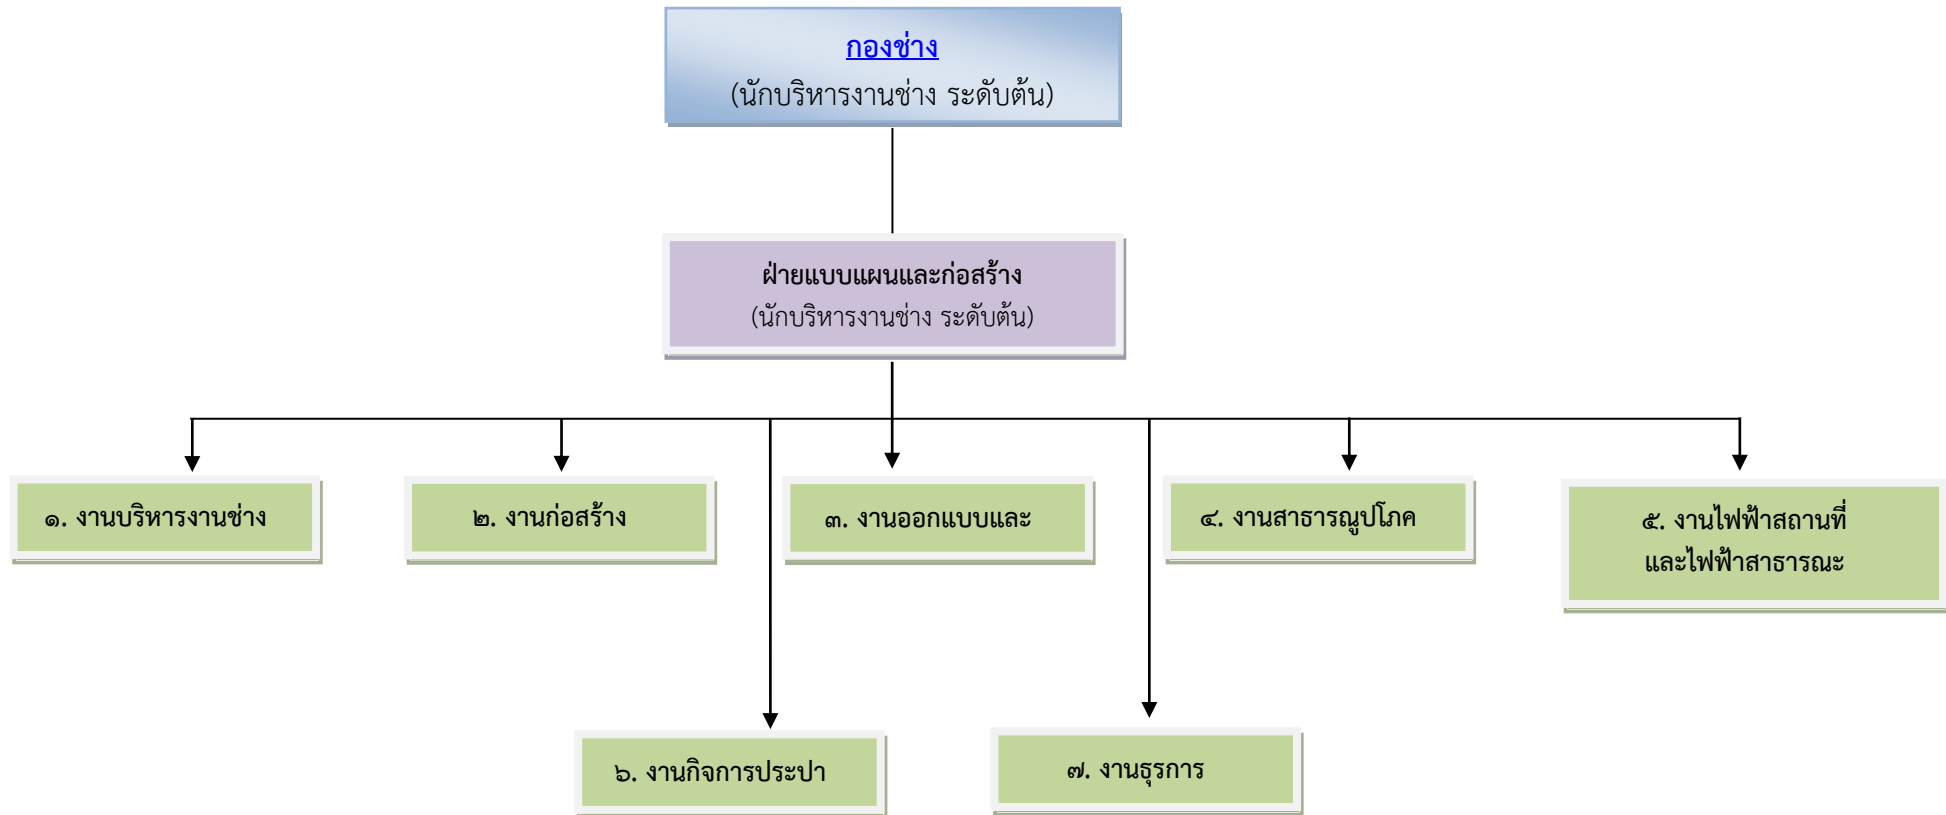 กองช่าง
(นักบริหารงานช่าง ระดับต้น)
ฝ่ายแบบแผนและก่อสร้าง
(นักบริหารงานช่าง ระดับต้น)
๑. งานบริหารงานช่าง
๒. งานก่อสร้าง
๓. งานออกแบบและ
๔. งานสาธารณูปโภค
๕. งานไฟฟ้าสถานที่
และไฟฟ้าสาธารณะ
๖. งานกิจการประปา
๗. งานธุรการ